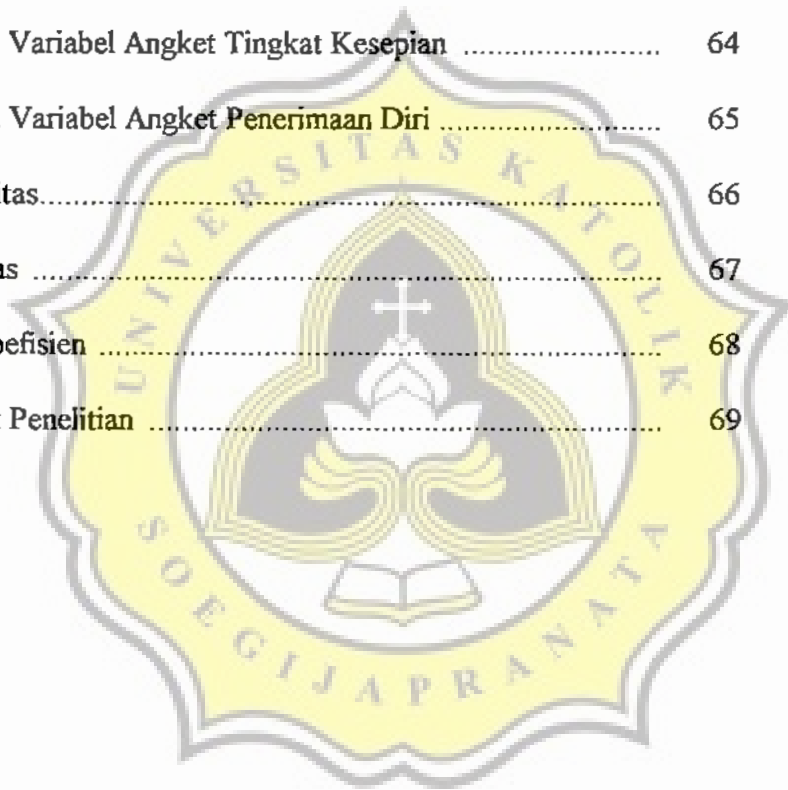 Variabel Angket Tingkat Kesepian ........................ 64
Variabel Angket Penerimaan Diri ........................... 65
itas................................................................................ 66
as .................................................................................. 67
oefisien ......................................................................... 68
Penelitian .................................................................... 69
UNIVERSITAS KATOLIK
SOEGIJAPRANATA